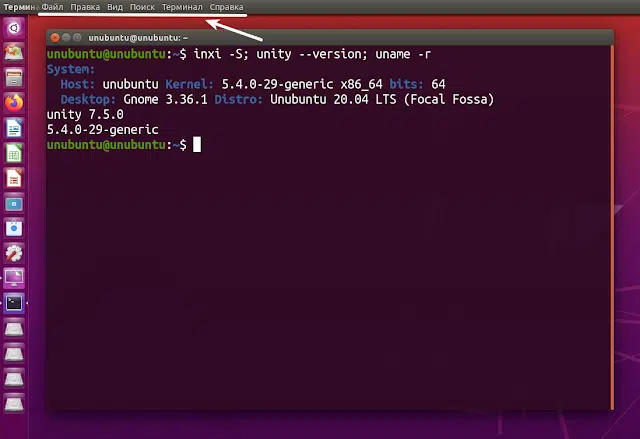 Термина Файл Правка Вид Поиск Терминал Справка
unubuntu@unubuntu: ~
unubuntu@unubuntu:~$ inxi -S; unity --version; uname -r
System:
Host: unubuntu Kernel: 5.4.0-29-generic x86_64 bits: 64
Desktop: Gnome 3.36.1 Distro: Unubuntu 20.04 LTS (Focal Fossa)
unity 7.5.0
5.4.0-29-generic
unubuntu@unubuntu:~$